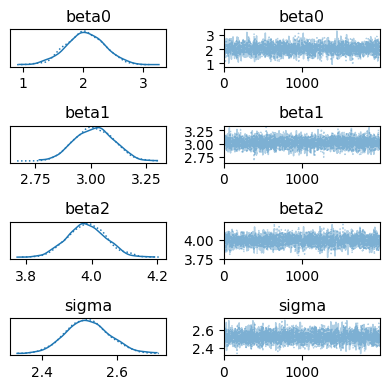 beta0 beta0
3
2
1
1 2 3 0 1000
beta1 beta1
3.25
3.00
2.75
2.75 3.00 3.25 0 1000
beta2 beta2
4.00
3.75
3.8 4.0 4.2 0 1000
sigma sigma
2.6
2.4
2.4 2.6 0 1000